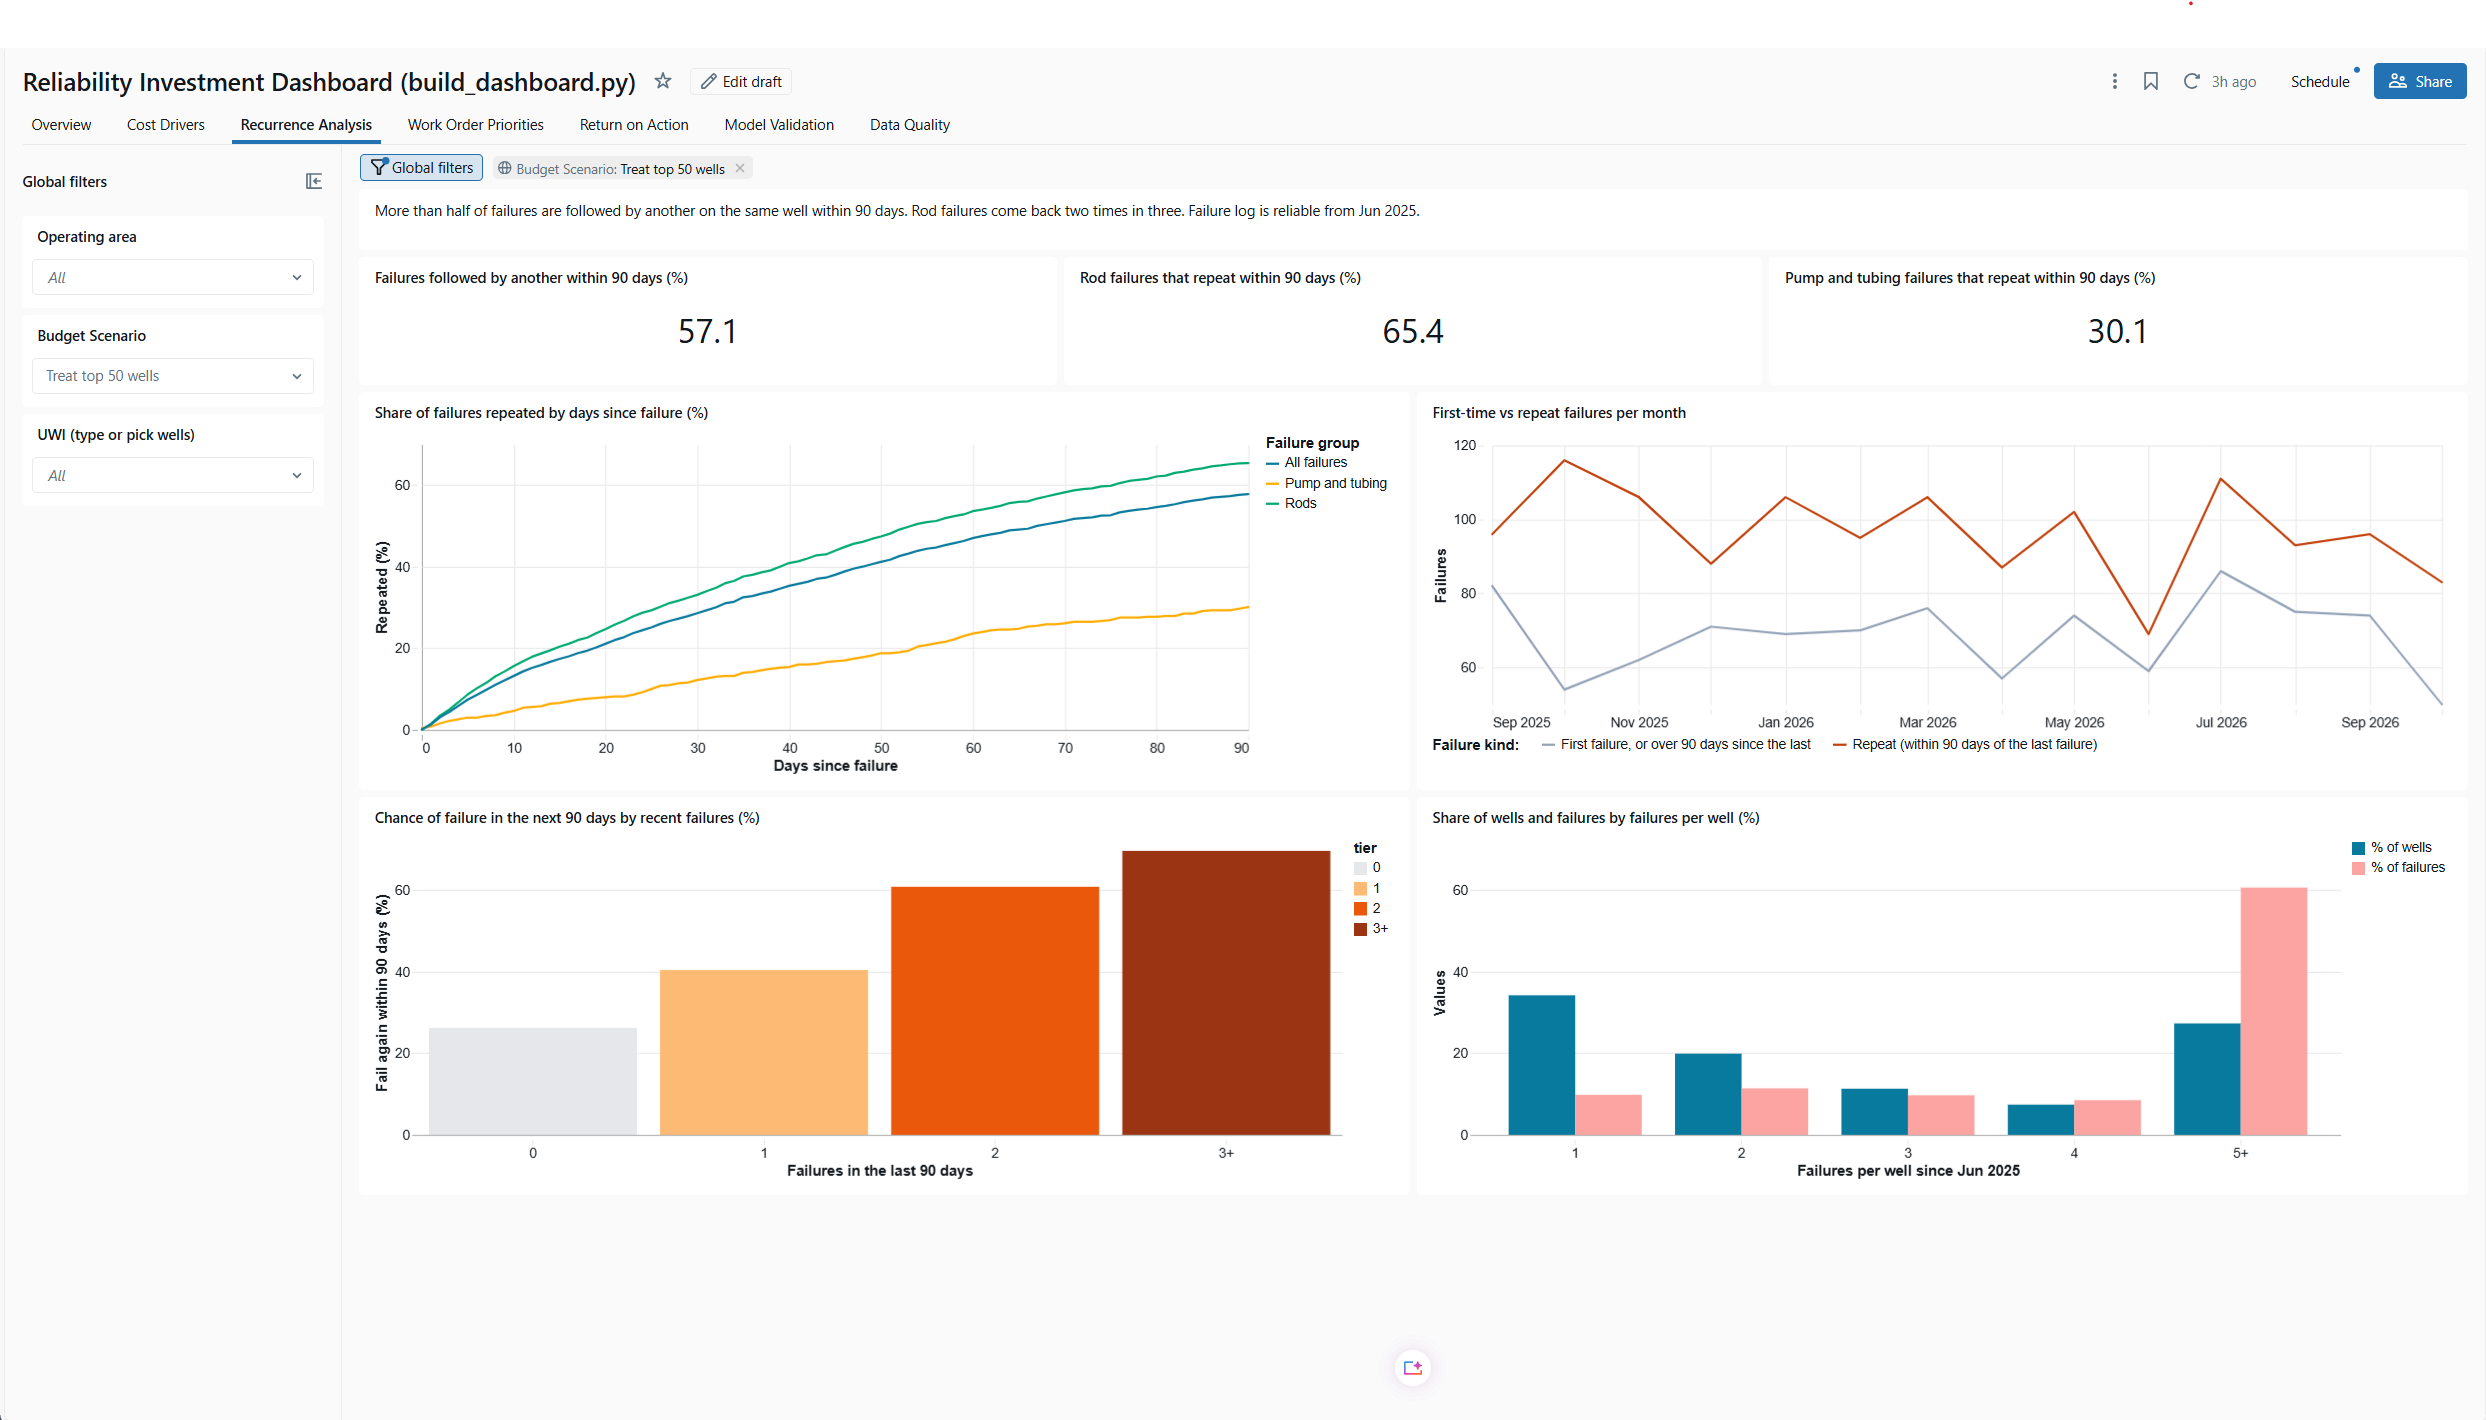 Reliability Investment Dashboard (build_dashboard.py)
Edit draft
3h ago
Schedule
Share
Overview
Cost Drivers
Recurrence Analysis
Work Order Priorities
Return on Action
Model Validation
Data Quality
Global filters
Operating area
All
Budget Scenario
Treat top 50 wells
UWI (type or pick wells)
All
Global filters
Budget Scenario: Treat top 50 wells
More than half of failures are followed by another on the same well within 90 days. Rod failures come back two times in three. Failure log is reliable from Jun 2025.
Failures followed by another within 90 days (%)
57.1
Rod failures that repeat within 90 days (%)
65.4
Pump and tubing failures that repeat within 90 days (%)
30.1
Share of failures repeated by days since failure (%)
Repeated (%)
60
40
20
0
0 10 20 30 40 50 60 70 80 90
Days since failure
Failure group
All failures
Pump and tubing
Rods
First-time vs repeat failures per month
Failures
120
100
80
60
Sep 2025 Nov 2025 Jan 2026 Mar 2026 May 2026 Jul 2026 Sep 2026
Failure kind: First failure, or over 90 days since the last Repeat (within 90 days of the last failure)
Chance of failure in the next 90 days by recent failures (%)
Fail again within 90 days (%)
60
40
20
0
0 1 2 3+
Failures in the last 90 days
tier
0
1
2
3+
Share of wells and failures by failures per well (%)
Values
60
40
20
0
1 2 3 4 5+
Failures per well since Jun 2025
% of wells
% of failures